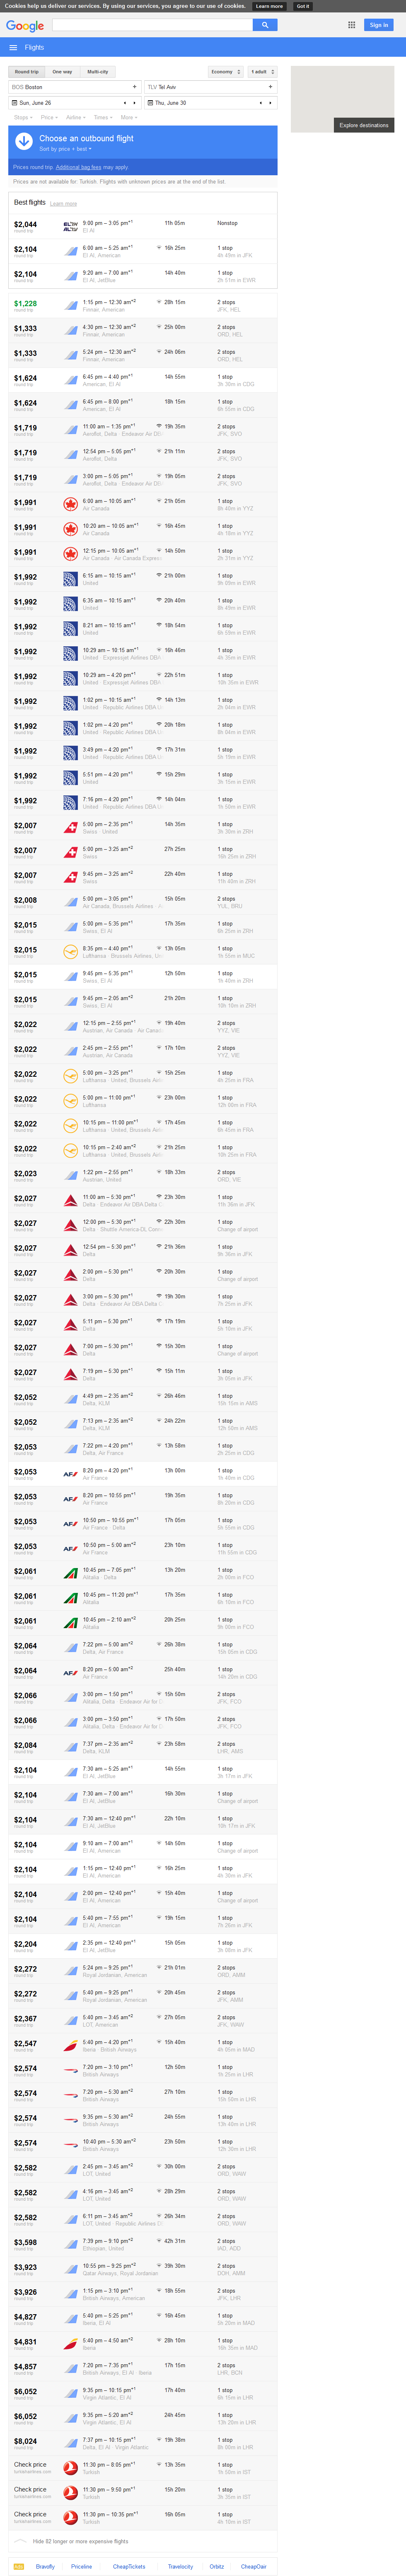 Cookies help us deliver our services. By using our services, you agree to our use of cookies. Learn more Got it
Google Sign in
Flights
Round trip One way Multi-city Economy 1 adult
BOS Boston + TLV Tel Aviv +
Sun, June 26 Thu, June 30
Stops Price Airline Times More
Explore destinations
Choose an outbound flight
Sort by price + best
Prices round trip. Additional bag fees may apply.
Prices are not available for: Turkish. Flights with unknown prices are at the end of the list.
Best flights Learn more
$2,044 9:00 pm – 3:05 pm+1 11h 05m Nonstop
round trip El Al
$2,104 6:00 am – 5:25 am+1 16h 25m 1 stop
round trip El Al, American 4h 49m in JFK
$2,104 9:20 am – 7:00 am+1 14h 40m 1 stop
round trip El Al, JetBlue 2h 51m in EWR
$1,228 1:15 pm – 12:30 am+2 28h 15m 2 stops
round trip Finnair, American JFK, HEL
$1,333 4:30 pm – 12:30 am+2 25h 00m 2 stops
round trip Finnair, American ORD, HEL
$1,333 5:24 pm – 12:30 am+2 24h 06m 2 stops
round trip Finnair, American ORD, HEL
$1,624 6:45 pm – 4:40 pm+1 14h 55m 1 stop
round trip American, El Al 3h 30m in CDG
$1,624 6:45 pm – 8:00 pm+1 18h 15m 1 stop
round trip American, El Al 6h 55m in CDG
$1,719 11:00 am – 1:35 pm+1 19h 35m 2 stops
round trip Aeroflot, Delta · Endeavor Air DE JFK, SVO
$1,719 12:54 pm – 5:05 pm+1 21h 11m 2 stops
round trip Aeroflot, Delta JFK, SVO
$1,719 3:00 pm – 5:05 pm+1 19h 05m 2 stops
round trip Aeroflot, Delta · Endeavor Air DE JFK, SVO
$1,991 6:00 am – 10:05 am+1 21h 05m 1 stop
round trip Air Canada 8h 40m in YYZ
$1,991 10:20 am – 10:05 am+1 16h 45m 1 stop
round trip Air Canada 4h 18m in YYZ
$1,991 12:15 pm – 10:05 am+1 14h 50m 1 stop
round trip Air Canada · Air Canada Express 2h 31m in YYZ
$1,992 6:15 am – 10:15 am+1 21h 00m 1 stop
round trip United 9h 09m in EWR
$1,992 6:35 am – 10:15 am+1 20h 40m 1 stop
round trip United 8h 49m in EWR
$1,992 8:21 am – 10:15 am+1 18h 54m 1 stop
round trip United 6h 59m in EWR
$1,992 10:29 am – 10:15 am+1 16h 46m 1 stop
round trip United · Expressjet Airlines DBA 4h 35m in EWR
$1,992 10:29 am – 4:20 pm+1 22h 51m 1 stop
round trip United · Expressjet Airlines DBA 10h 35m in EWR
$1,992 1:02 pm – 10:15 am+1 14h 13m 1 stop
round trip United · Republic Airlines DBA 2h 04m in EWR
$1,992 1:02 pm – 4:20 pm+1 20h 18m 1 stop
round trip United · Republic Airlines DBA 8h 04m in EWR
$1,992 3:49 pm – 4:20 pm+1 17h 31m 1 stop
round trip United · Republic Airlines DBA 5h 19m in EWR
$1,992 5:51 pm – 4:20 pm+1 15h 29m 1 stop
round trip United 3h 15m in EWR
$1,992 7:16 pm – 4:20 pm+1 14h 04m 1 stop
round trip United · Republic Airlines DBA 1h 50m in EWR
$2,007 5:00 pm – 2:35 pm+1 14h 35m 1 stop
round trip Swiss · United 3h 30m in ZRH
$2,007 5:00 pm – 3:25 am+2 27h 25m 1 stop
round trip Swiss 16h 25m in ZRH
$2,007 9:45 pm – 3:25 am+2 22h 40m 1 stop
round trip Swiss 11h 40m in ZRH
$2,008 5:00 pm – 3:05 pm+1 15h 05m 2 stops
round trip Air Canada, Brussels Airlines YUL, BRU
$2,015 5:00 pm – 5:35 pm+1 17h 35m 1 stop
round trip Swiss, El Al 6h 25m in ZRH
$2,015 8:35 pm – 4:40 pm+1 13h 05m 1 stop
round trip Lufthansa · Brussels Airlines, 1h 55m in MUC
$2,015 9:45 pm – 5:35 pm+1 12h 50m 1 stop
round trip Swiss, El Al 1h 40m in ZRH
$2,015 9:45 pm – 2:05 am+2 21h 20m 1 stop
round trip Swiss, El Al 10h 10m in ZRH
$2,022 12:15 pm – 2:55 pm+1 19h 40m 2 stops
round trip Austrian, Air Canada · Air Canada YYZ, VIE
$2,022 2:45 pm – 2:55 pm+1 17h 10m 2 stops
round trip Austrian, Air Canada YYZ, VIE
$2,022 5:00 pm – 3:25 pm+1 15h 25m 1 stop
round trip Lufthansa · United, Brussels 4h 25m in FRA
$2,022 5:00 pm – 11:00 pm+1 23h 00m 1 stop
round trip Lufthansa 12h 00m in FRA
$2,022 10:15 pm – 11:00 pm+1 17h 45m 1 stop
round trip Lufthansa · United, Brussels 6h 45m in FRA
$2,022 10:15 pm – 2:40 am+2 21h 25m 1 stop
round trip Lufthansa · United, Brussels 10h 25m in FRA
$2,023 1:22 pm – 2:55 pm+1 18h 33m 2 stops
round trip Austrian, United ORD, VIE
$2,027 11:00 am – 5:30 pm+1 23h 30m 1 stop
round trip Delta · Endeavor Air DBA Delta 11h 36m in JFK
$2,027 12:00 pm – 5:30 pm+1 22h 30m 1 stop
round trip Delta · Shuttle America DL Change of airport
$2,027 12:54 pm – 5:30 pm+1 21h 36m 1 stop
round trip Delta 9h 36m in JFK
$2,027 2:00 pm – 5:30 pm+1 20h 30m 1 stop
round trip Delta Change of airport
$2,027 3:00 pm – 5:30 pm+1 19h 30m 1 stop
round trip Delta · Endeavor Air DBA Delta 7h 25m in JFK
$2,027 5:11 pm – 5:30 pm+1 17h 19m 1 stop
round trip Delta 5h 10m in JFK
$2,027 7:00 pm – 5:30 pm+1 15h 30m 1 stop
round trip Delta Change of airport
$2,027 7:19 pm – 5:30 pm+1 15h 11m 1 stop
round trip Delta 3h 05m in JFK
$2,052 4:49 pm – 2:35 am+2 26h 46m 1 stop
round trip Delta, KLM 15h 15m in AMS
$2,052 7:13 pm – 2:35 am+2 24h 22m 1 stop
round trip Delta, KLM 12h 50m in AMS
$2,053 7:22 pm – 4:20 pm+1 13h 58m 1 stop
round trip Delta, Air France 2h 25m in CDG
$2,053 8:20 pm – 4:20 pm+1 13h 00m 1 stop
round trip Air France 1h 40m in CDG
$2,053 8:20 pm – 10:55 pm+1 19h 35m 1 stop
round trip Air France 8h 20m in CDG
$2,053 10:50 pm – 10:55 pm+1 17h 05m 1 stop
round trip Air France · Delta 5h 55m in CDG
$2,053 10:50 pm – 5:00 am+2 23h 10m 1 stop
round trip Air France 11h 55m in CDG
$2,061 10:45 pm – 7:05 pm+1 13h 20m 1 stop
round trip Alitalia · Delta 2h 00m in FCO
$2,061 10:45 pm – 11:20 pm+1 17h 35m 1 stop
round trip Alitalia 6h 10m in FCO
$2,061 10:45 pm – 2:10 am+2 20h 25m 1 stop
round trip Alitalia 9h 00m in FCO
$2,064 7:22 pm – 5:00 am+2 26h 38m 1 stop
round trip Delta, Air France 15h 05m in CDG
$2,064 8:20 pm – 5:00 am+2 25h 40m 1 stop
round trip Air France 14h 20m in CDG
$2,066 3:00 pm – 1:50 pm+1 15h 50m 2 stops
round trip Alitalia, Delta · Endeavor Air for JFK, FCO
$2,066 3:00 pm – 3:50 pm+1 17h 50m 2 stops
round trip Alitalia, Delta · Endeavor Air for JFK, FCO
$2,084 7:37 pm – 2:35 am+2 23h 58m 2 stops
round trip Delta, KLM LHR, AMS
$2,104 7:30 am – 5:25 am+1 14h 55m 1 stop
round trip El Al, JetBlue 3h 17m in JFK
$2,104 7:30 am – 7:00 am+1 16h 30m 1 stop
round trip El Al, JetBlue Change of airport
$2,104 7:30 am – 12:40 pm+1 22h 10m 1 stop
round trip El Al, JetBlue 10h 17m in JFK
$2,104 9:10 am – 7:00 am+1 14h 50m 1 stop
round trip El Al, American Change of airport
$2,104 1:15 pm – 12:40 pm+1 16h 25m 1 stop
round trip El Al, American 4h 30m in JFK
$2,104 2:00 pm – 12:40 pm+1 15h 40m 1 stop
round trip El Al, American Change of airport
$2,104 5:40 pm – 7:55 pm+1 19h 15m 1 stop
round trip El Al, American 7h 26m in JFK
$2,204 2:35 pm – 12:40 pm+1 15h 05m 1 stop
round trip El Al, JetBlue 3h 00m in JFK
$2,272 5:24 pm – 9:25 pm+1 21h 01m 2 stops
round trip Royal Jordanian, American ORD, AMM
$2,272 5:40 pm – 9:25 pm+1 20h 45m 2 stops
round trip Royal Jordanian, American JFK, AMM
$2,367 5:40 pm – 3:45 am+2 27h 05m 2 stops
round trip LOT, American JFK, WAW
$2,547 5:40 pm – 4:20 pm+1 15h 40m 1 stop
round trip Iberia · British Airways 4h 05m in MAD
$2,574 7:20 pm – 3:10 pm+1 12h 50m 1 stop
round trip British Airways 1h 25m in LHR
$2,574 7:20 pm – 5:30 am+2 27h 10m 1 stop
round trip British Airways 15h 50m in LHR
$2,574 9:35 pm – 5:30 am+2 24h 55m 1 stop
round trip British Airways 13h 40m in LHR
$2,574 10:40 pm – 5:30 am+2 23h 50m 1 stop
round trip British Airways 12h 30m in LHR
$2,582 2:45 pm – 3:45 am+2 30h 00m 2 stops
round trip LOT, United ORD, WAW
$2,582 4:16 pm – 3:45 am+2 28h 29m 2 stops
round trip LOT, United ORD, WAW
$2,582 6:11 pm – 3:45 am+2 26h 34m 2 stops
round trip LOT, United · Republic Airlines ORD, WAW
$3,598 7:39 pm – 9:10 pm+2 42h 31m 2 stops
round trip Ethiopian, United IAD, ADD
$3,923 10:55 pm – 9:25 pm+2 39h 30m 2 stops
round trip Qatar Airways, Royal Jordanian DOH, AMM
$3,926 1:15 pm – 3:10 pm+1 18h 55m 2 stops
round trip British Airways, American JFK, LHR
$4,827 5:40 pm – 5:25 pm+1 16h 45m 1 stop
round trip Iberia, El Al 5h 20m in MAD
$4,831 5:40 pm – 4:50 am+2 28h 10m 1 stop
round trip Iberia 16h 35m in MAD
$4,857 7:20 pm – 7:35 pm+1 17h 15m 2 stops
round trip British Airways, El Al · Iberia LHR, BCN
$6,052 9:35 pm – 10:15 pm+1 17h 40m 1 stop
round trip Virgin Atlantic, El Al 6h 15m in LHR
$6,052 9:35 pm – 5:20 am+2 24h 45m 1 stop
round trip Virgin Atlantic, El Al 13h 20m in LHR
$8,024 7:37 pm – 10:15 pm+1 19h 38m 1 stop
round trip Delta, El Al · Virgin Atlantic 8h 00m in LHR
Check price 11:30 pm – 8:05 pm+1 13h 35m 1 stop
turkishairlines.com Turkish 1h 50m in IST
Check price 11:30 pm – 9:50 pm+1 15h 20m 1 stop
turkishairlines.com Turkish 3h 35m in IST
Check price 11:30 pm – 10:35 pm+1 16h 05m 1 stop
turkishairlines.com Turkish 4h 10m in IST
Hide 82 longer or more expensive flights
Bravofly Priceline CheapTickets Travelocity Orbitz CheapOair